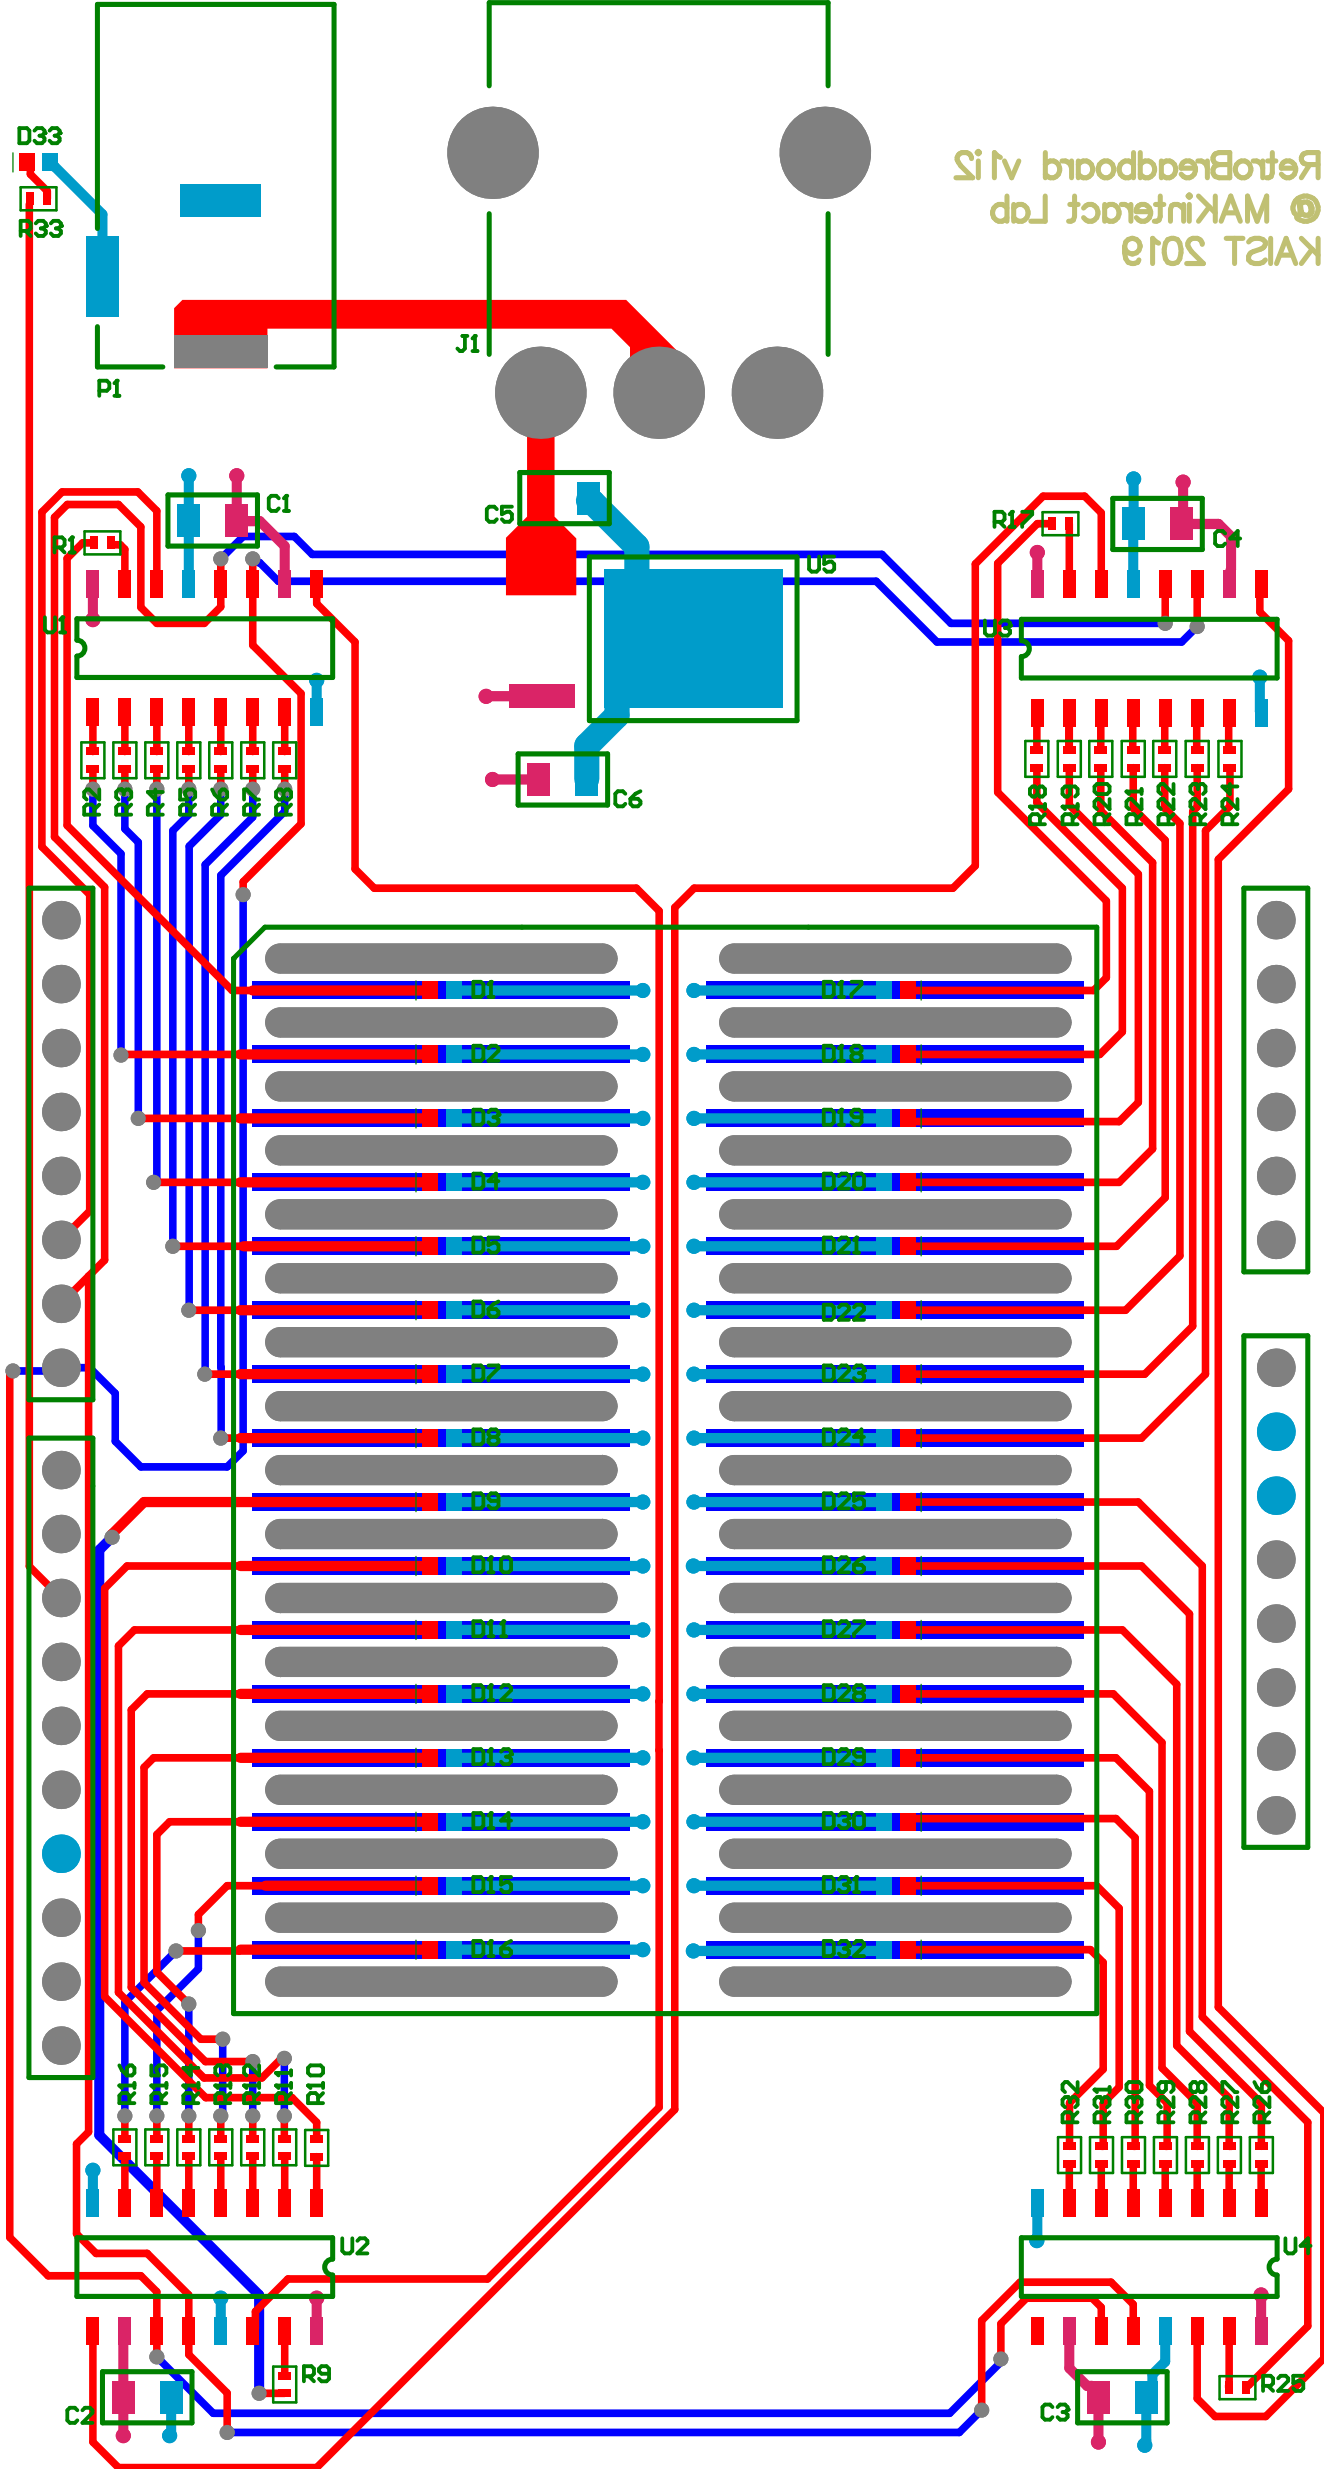 D33
RetroBreadboard v1i2
@ MAKinteract Lab
R33
KAIST 2019
J1
P1
C1
C5
R17
C4
R1
U5
U1
U3
C6
R2 R3 R4 R5 R6 R7 R8
R18 R19 R20 R21 R22 R23 R24
D1 D17
D2 D18
D3 D19
D4 D20
D5 D21
D6 D22
D7 D23
D8 D24
D9 D25
D10 D26
D11 D27
D12 D28
D13 D29
D14 D30
D15 D31
D16 D32
R16 R15 R14 R13 R12 R11 R10
R32 R31 R30 R29 R28 R27 R26
U2 U4
R9 R25
C2 C3